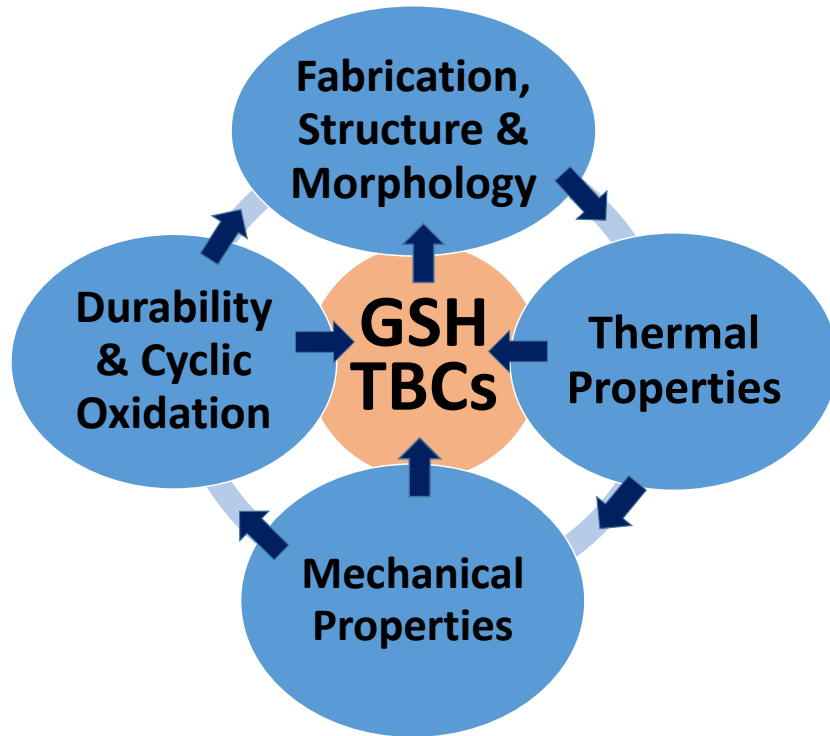 Fabrication,
Structure &
Morphology
Durability
& Cyclic
Oxidation
GSH
TBCs
Thermal
Properties
Mechanical
Properties